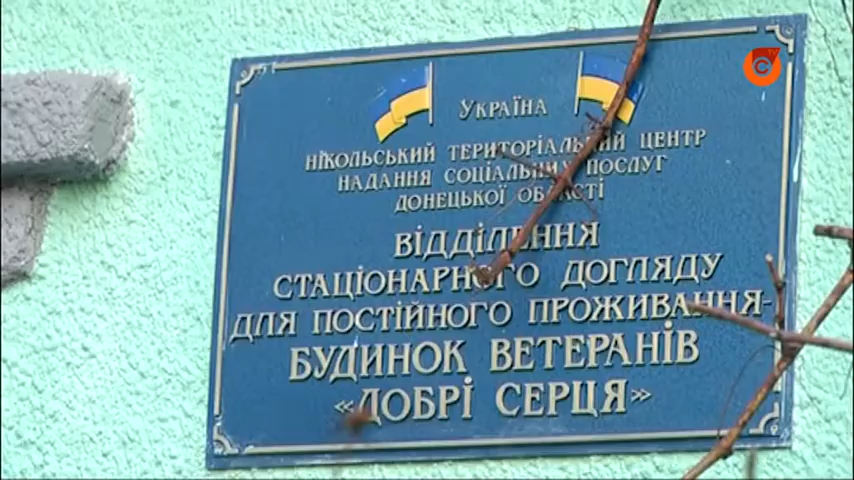 Україна
НІКОЛЬСЬКИЙ ТЕРИТОРІАЛЬНИЙ ЦЕНТР
НАДАННЯ СОЦІАЛЬНИХ ПОСЛУГ
ДОНЕЦЬКОЇ ОБЛАСТІ
ВІДДІЛЕННЯ
СТАЦІОНАРНОГО ДОГЛЯДУ
ДЛЯ ПОСТІЙНОГО ПРОЖИВАННЯ-
БУДИНОК ВЕТЕРАНІВ
«ДОБРІ СЕРЦЯ»